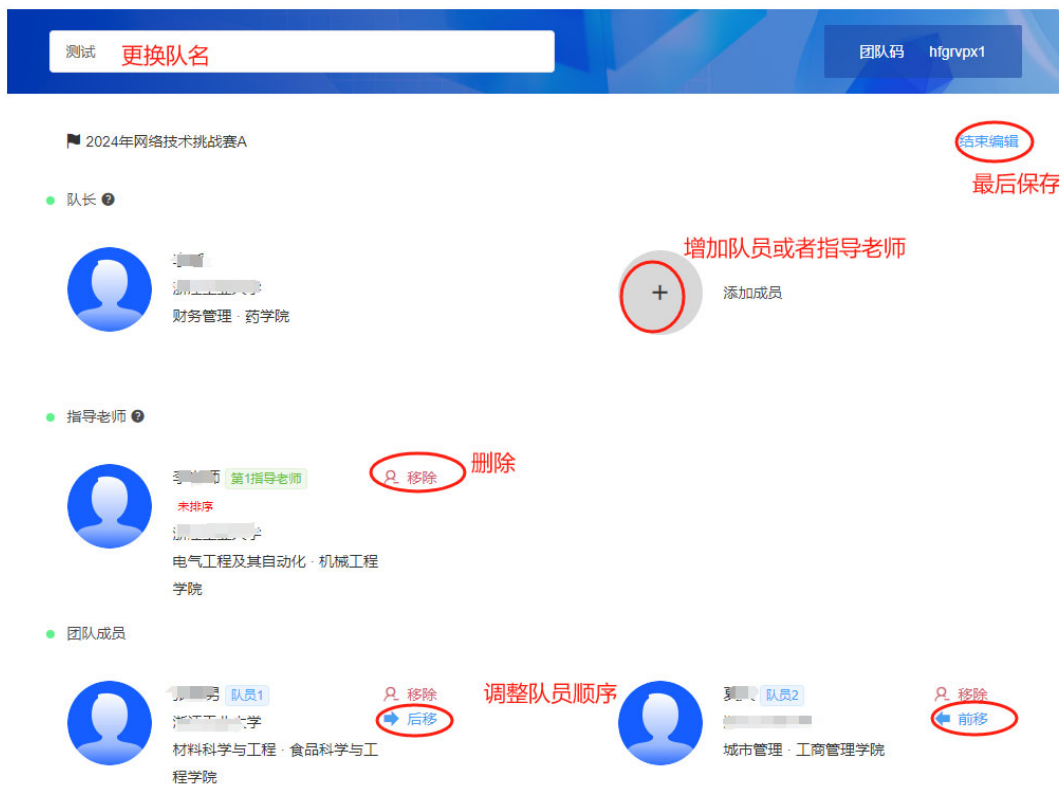 测试 更换队名
团队码 hfgrvpx1
2024年网络技术挑战赛A
结束编辑
最后保存
队长
增加队员或者指导老师
添加成员
财务管理 · 药学院
指导老师
师 第1指导老师
移除
删除
未排序
电气工程及其自动化 · 机械工程
学院
团队成员
男 队员1
移除
后移
大学
材料科学与工程 · 食品科学与工
程学院
调整队员顺序
队员2
移除
前移
城市管理 · 工商管理学院